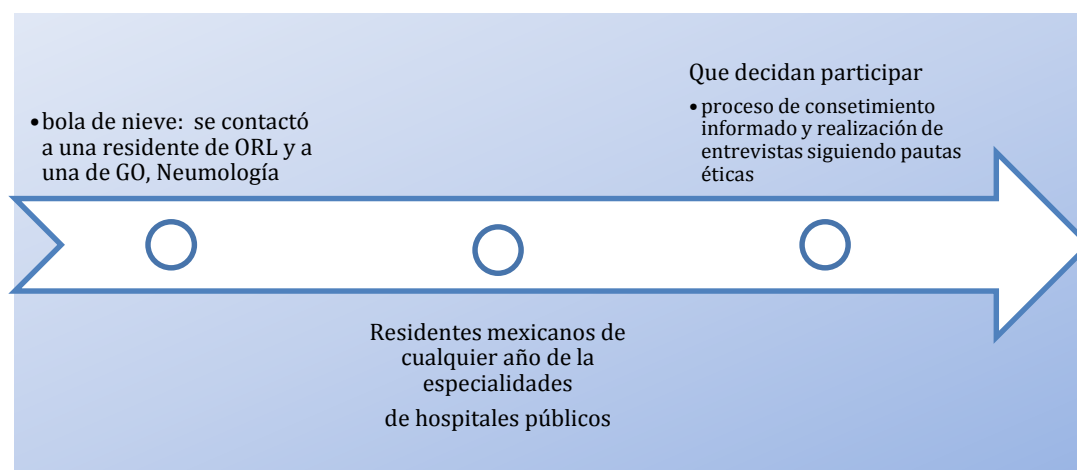 •bola de nieve: se contactó
a una residente de ORL y a
una de GO, Neumología
Residentes mexicanos de
cualquier año de la
especialidades
de hospitales públicos
Que decidan participar
•proceso de consetimiento
informado y realización de
entrevistas siguiendo pautas
éticas